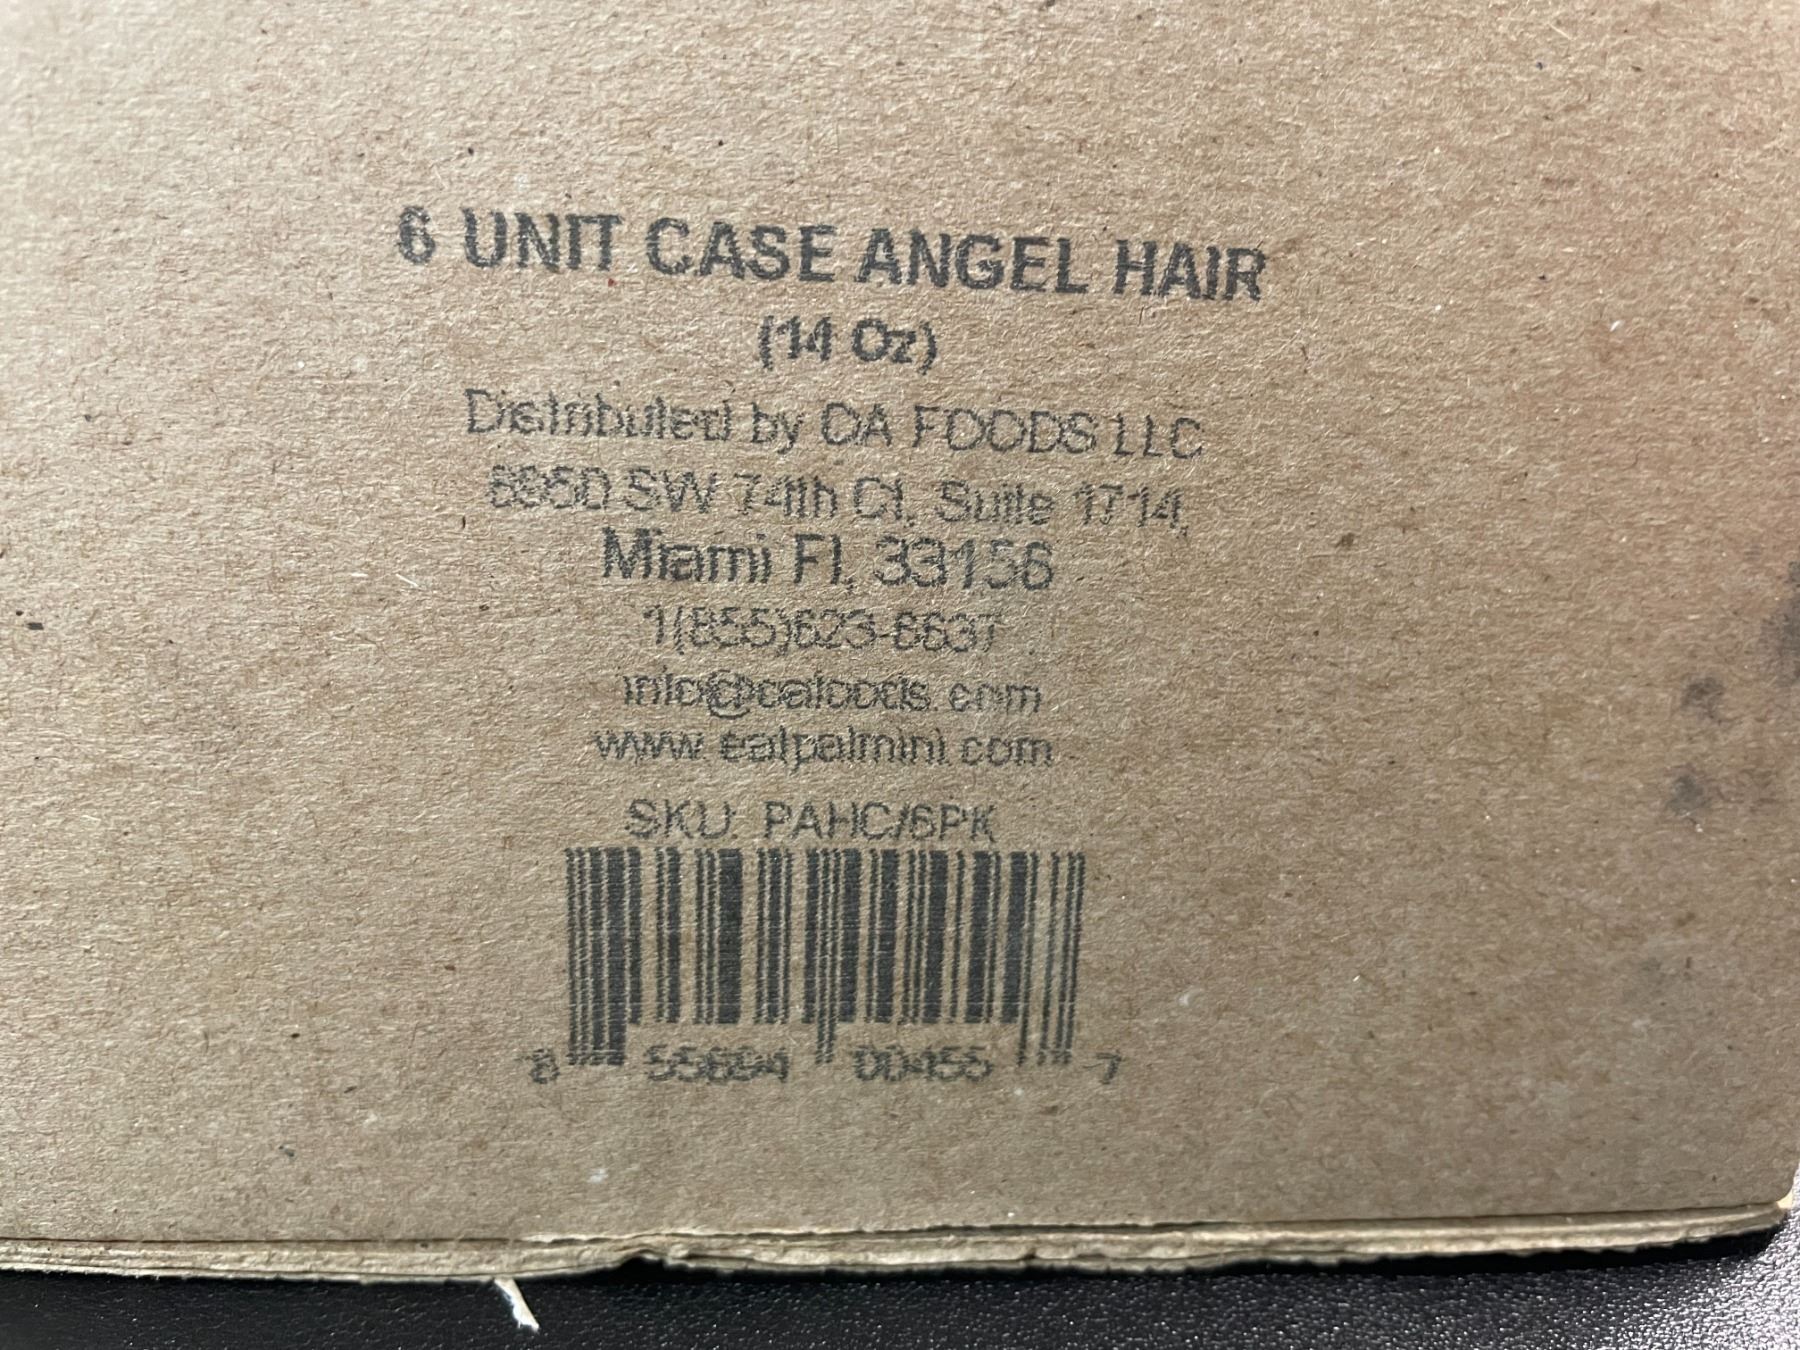 6 UNIT CASE ANGEL HAIR
(14 Oz)
Distributed by OA FOODS LLC
8950 SW 74th Ct, Suite 1714,
Miami Fl, 33156
1(855)623-6637
info@oafoods.com
www.eatpalmini.com
SKU: PAHC/6PK
8 55694 00455 7